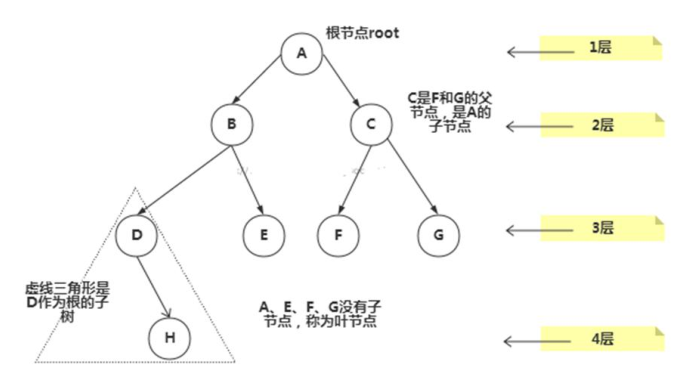 根节点root
A
1层
C是F和G的父
节点，是A的
子节点
B
C
2层
D
E
F
G
3层
虚线三角形是
D作为根的子
树
A、E、F、G没有子
节点，称为叶节点
H
4层